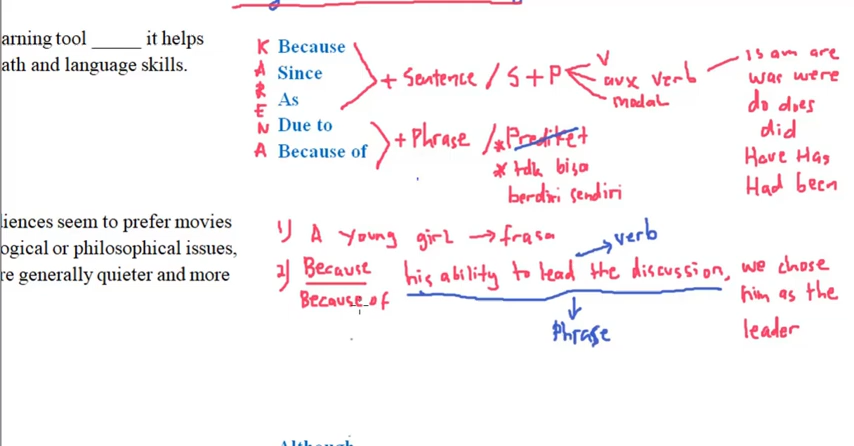 arning tool _____ it helps
ath and language skills.
KARENA
Because
Since
As
Due to
Because of
+ Sentence / S + P
V
aux verb
modal
is am are
was were
do does
did
Have Has
Had been
+ Phrase / * Prediket
* tdk bisa
berdiri sendiri
iences seem to prefer movies
ogical or philosophical issues,
re generally quieter and more
1) A young girl → frasa
verb
2) Because his ability to lead the discussion, we chose
Because of
him as the
leader
Phrase
Although